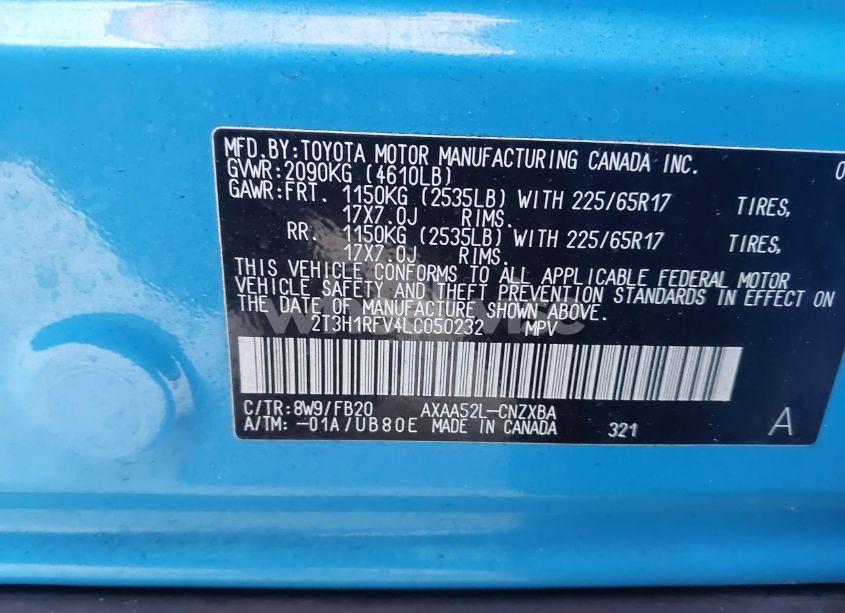 MFD.BY:TOYOTA MOTOR MANUFACTURING CANADA INC. 0
GVWR:2090KG (4610LB)
GAWR:FRT. 1150KG (2535LB) WITH 225/65R17 TIRES,
17X7.0J RIMS.
RR. 1150KG (2535LB) WITH 225/65R17 TIRES,
17X7.0J RIMS.
THIS VEHICLE CONFORMS TO ALL APPLICABLE FEDERAL MOTOR
VEHICLE SAFETY AND THEFT PREVENTION STANDARDS IN EFFECT ON
THE DATE OF MANUFACTURE SHOWN ABOVE.
2T3H1RFV4LC050232 MPV
C/TR:8W9/FB20 AXAA52L-CNZXBA
A/TM: -01A/UB80E MADE IN CANADA 321 A